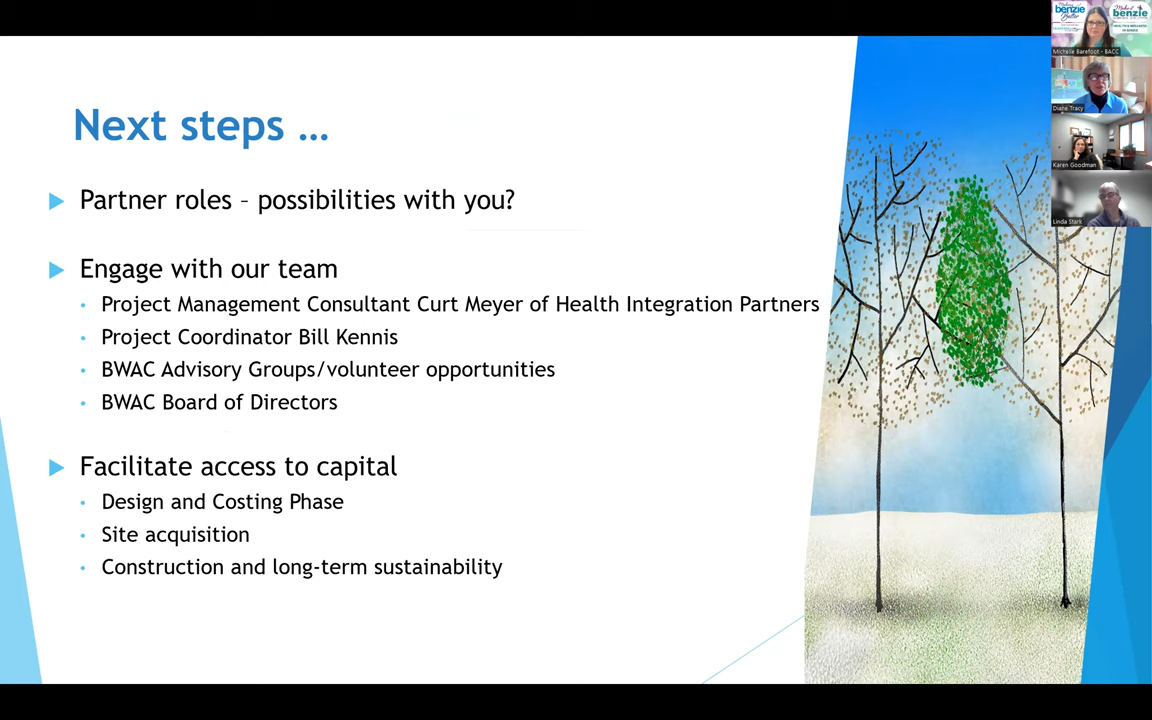 Next steps …
Partner roles – possibilities with you?
Engage with our team
Project Management Consultant Curt Meyer of Health Integration Partners
Project Coordinator Bill Kennis
BWAC Advisory Groups/volunteer opportunities
BWAC Board of Directors
Facilitate access to capital
Design and Costing Phase
Site acquisition
Construction and long-term sustainability
benzie
Better
benzie
Michelle Barefoot - BACC
Diane Tracy
Karen Goodman
Linda Stark